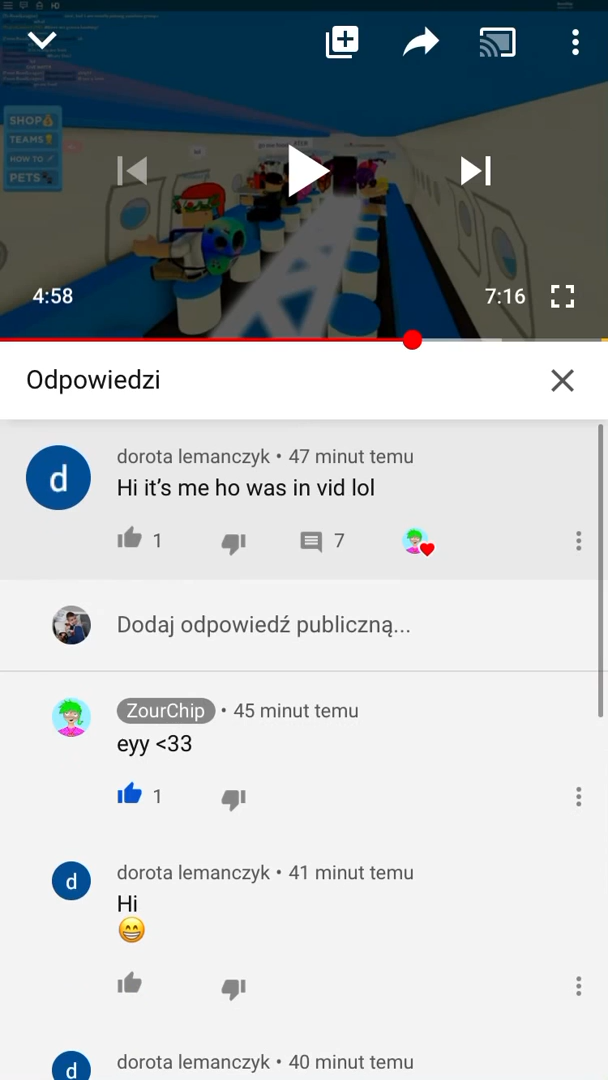 SHOP
TEAMS
HOW TO
PETS
4:58
7:16
Odpowiedzi
d
dorota lemanczyk • 47 minut temu
Hi it’s me ho was in vid lol
1
7
Dodaj odpowiedź publiczną...
ZourChip • 45 minut temu
eyy <33
1
d
dorota lemanczyk • 41 minut temu
Hi
😁
d
dorota lemanczyk • 40 minut temu